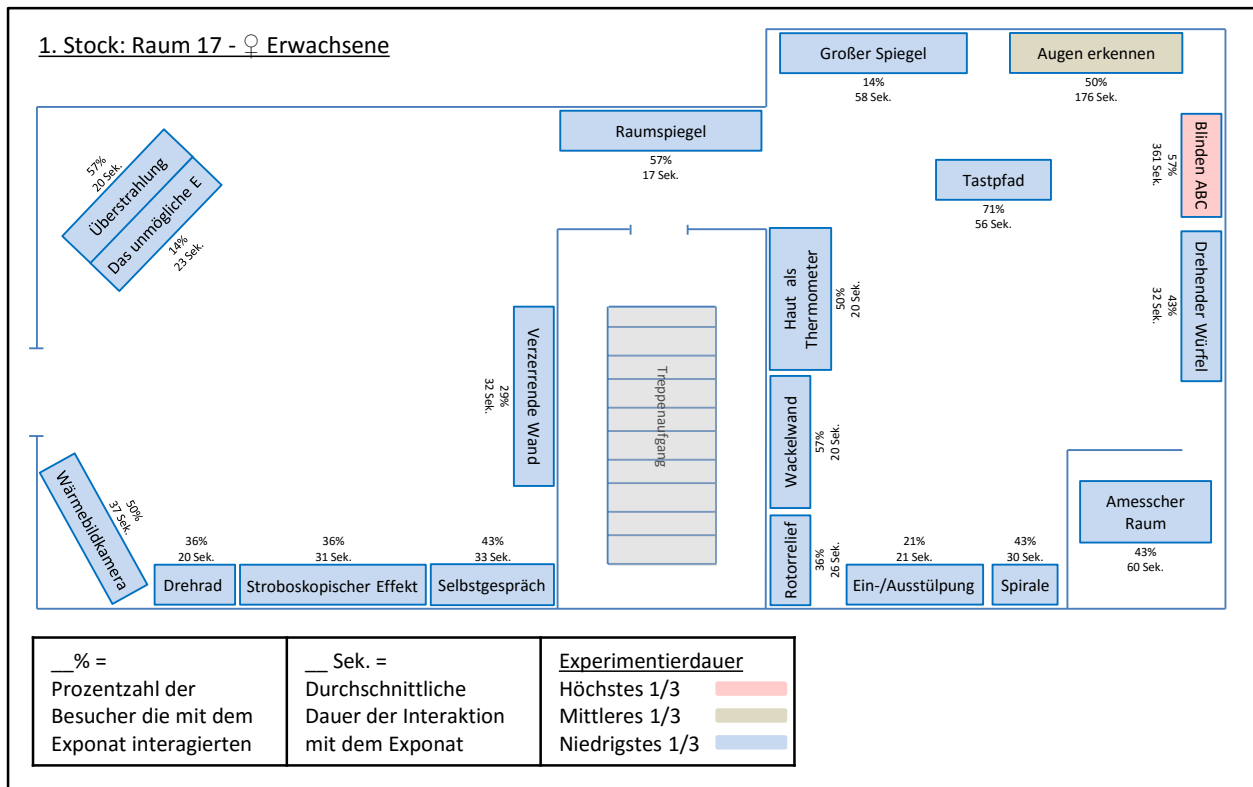 1. Stock: Raum 17 - ♀ Erwachsene
Großer Spiegel
14%
58 Sek.
Augen erkennen
50%
176 Sek.
Raumspiegel
57%
17 Sek.
Blinden ABC
57%
361 Sek.
Tastpfad
71%
56 Sek.
57%
20 Sek.
Überstrahlung
Das unmögliche E
14%
23 Sek.
Haut als
Thermometer
50%
20 Sek.
Drehender Würfel
43%
32 Sek.
Verzerrende Wand
29%
32 Sek.
Treppenaufgang
Wackelwand
57%
20 Sek.
Wärmebildkamera
50%
37 Sek.
Amesscher
Raum
43%
60 Sek.
36%
20 Sek.
Drehrad
36%
31 Sek.
Stroboskopischer Effekt
43%
33 Sek.
Selbstgespräch
Rotorrelief
36%
26 Sek.
21%
21 Sek.
Ein-/Ausstülpung
43%
30 Sek.
Spirale
__% =
Prozentzahl der
Besucher die mit dem
Exponat interagierten
__ Sek. =
Durchschnittliche
Dauer der Interaktion
mit dem Exponat
Experimentierdauer
Höchstes 1/3
Mittleres 1/3
Niedrigstes 1/3